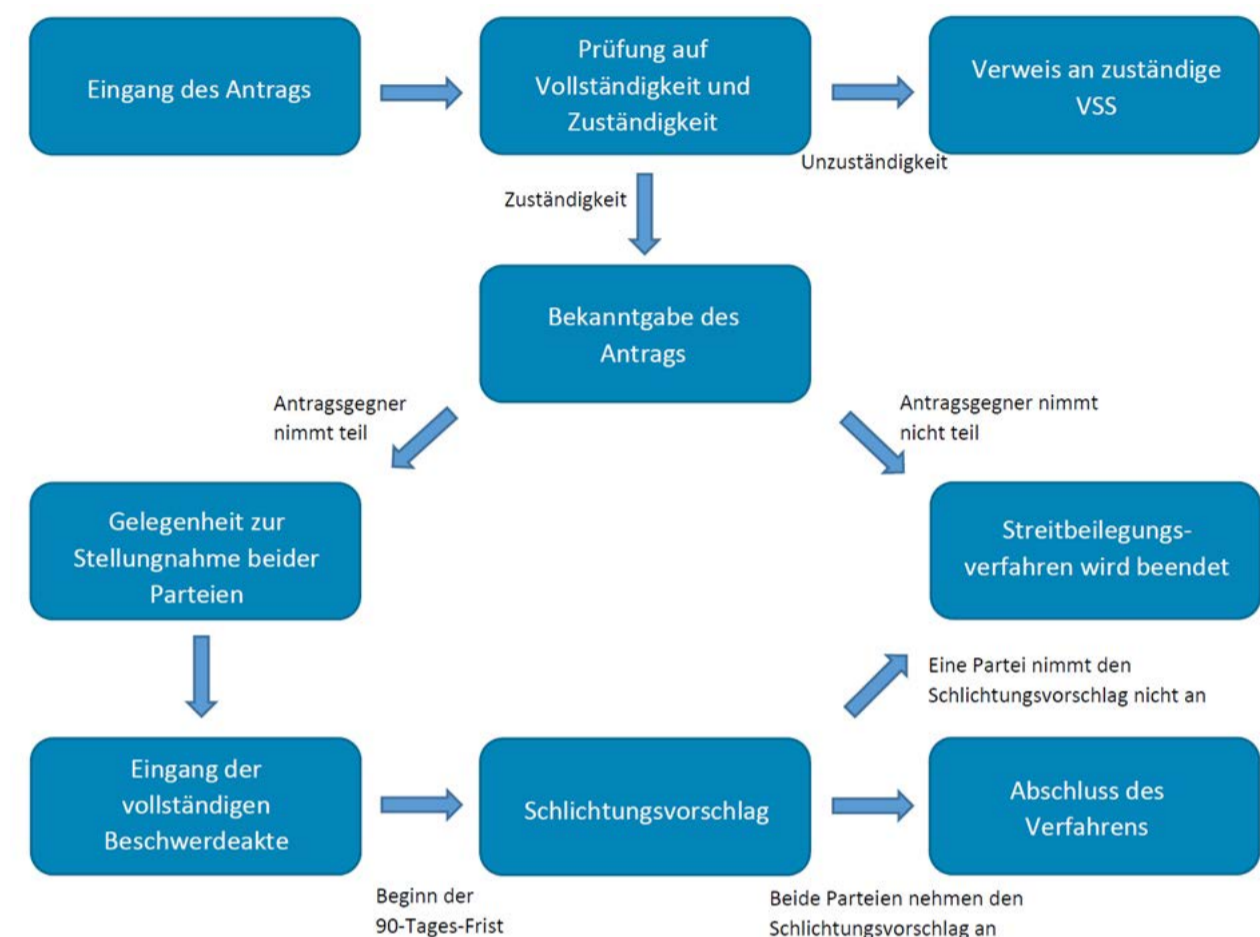 Eingang des Antrags
Prüfung auf
Vollständigkeit und
Zuständigkeit
Verweis an zuständige
VSS
Unzuständigkeit
Zuständigkeit
Bekanntgabe des
Antrags
Antragsgegner
nimmt teil
Antragsgegner nimmt
nicht teil
Gelegenheit zur
Stellungnahme beider
Parteien
Streitbeilegungs-
verfahren wird beendet
Eine Partei nimmt den
Schlichtungsvorschlag nicht an
Eingang der
vollständigen
Beschwerdeakte
Schlichtungsvorschlag
Abschluss des
Verfahrens
Beginn der
90-Tages-Frist
Beide Parteien nehmen den
Schlichtungsvorschlag an